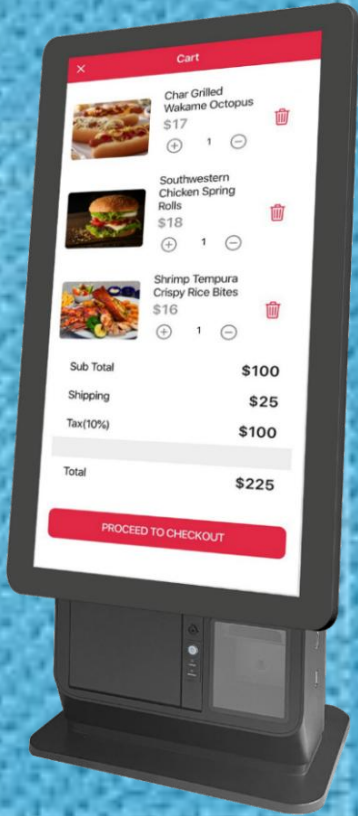 × Cart
Char Grilled
Wakame Octopus
$17
1
Southwestern
Chicken Spring
Rolls
$18
1
Shrimp Tempura
Crispy Rice Bites
$16
1
Sub Total $100
Shipping $25
Tax(10%) $100
Total $225
PROCEED TO CHECKOUT